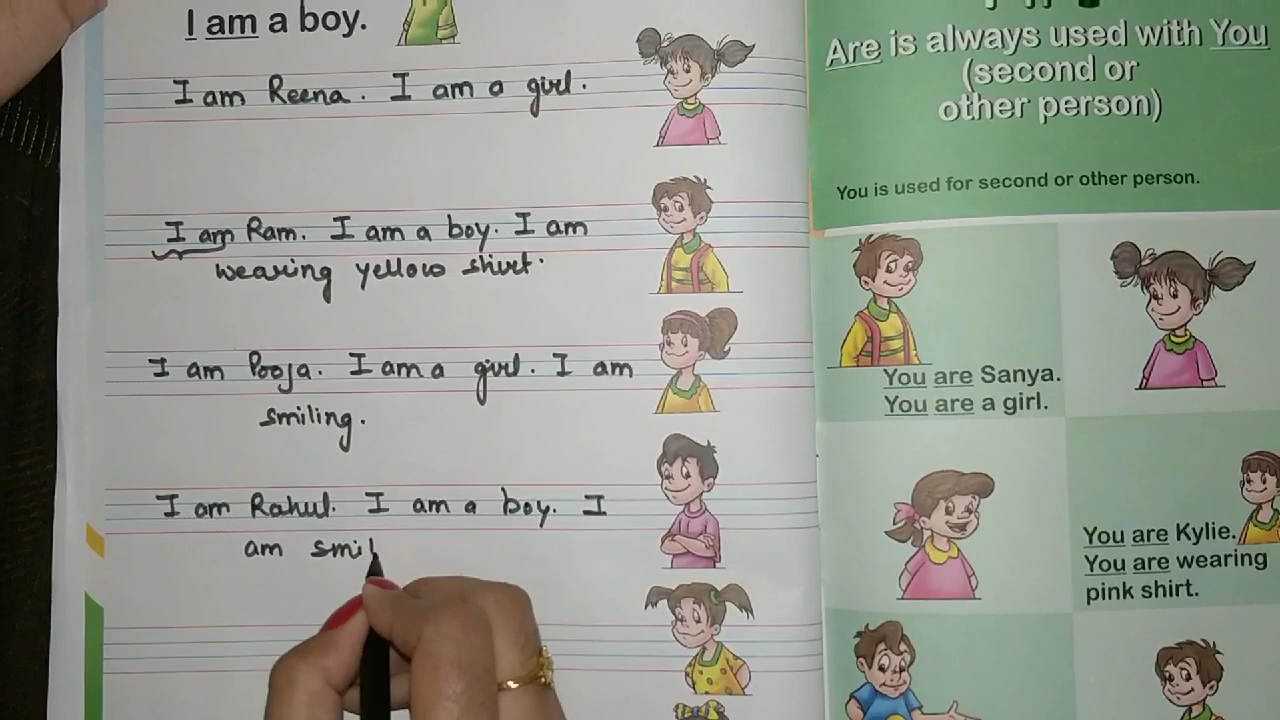 I am a boy.
I am Reena. I am a girl.
I am Ram. I am a boy. I am
wearing yellow shirt.
I am Pooja. I am a girl. I am
smiling.
I am Rahul. I am a boy. I
am smil
Are is always used with You
(second or
other person)
You is used for second or other person.
You are Sanya.
You are a girl.
You are Kylie.
You are wearing
pink shirt.